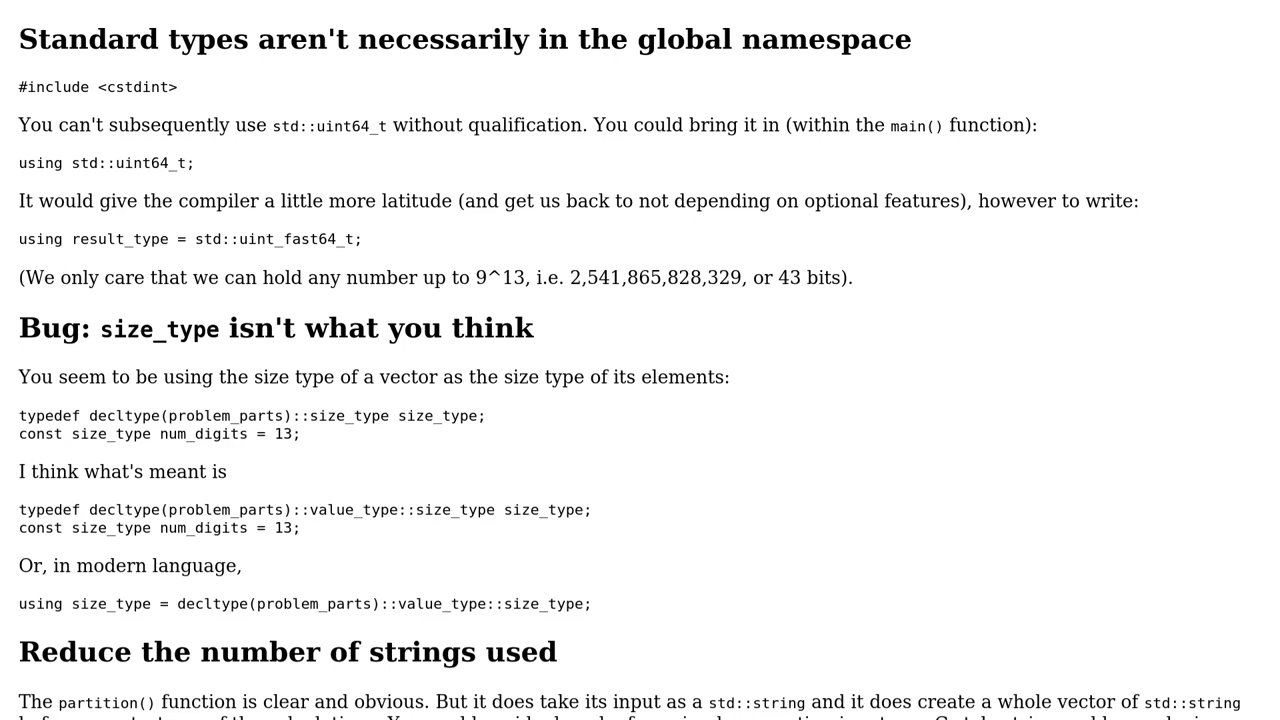 Standard types aren't necessarily in the global namespace
#include <cstdint>
You can't subsequently use std::uint64_t without qualification. You could bring it in (within the main() function):
using std::uint64_t;
It would give the compiler a little more latitude (and get us back to not depending on optional features), however to write:
using result_type = std::uint_fast64_t;
(We only care that we can hold any number up to 9^13, i.e. 2,541,865,828,329, or 43 bits).
Bug: size_type isn't what you think
You seem to be using the size type of a vector as the size type of its elements:
typedef decltype(problem_parts)::size_type size_type;
const size_type num_digits = 13;
I think what's meant is
typedef decltype(problem_parts)::value_type::size_type size_type;
const size_type num_digits = 13;
Or, in modern language,
using size_type = decltype(problem_parts)::value_type::size_type;
Reduce the number of strings used
The partition() function is clear and obvious. But it does take its input as a std::string and it does create a whole vector of std::string